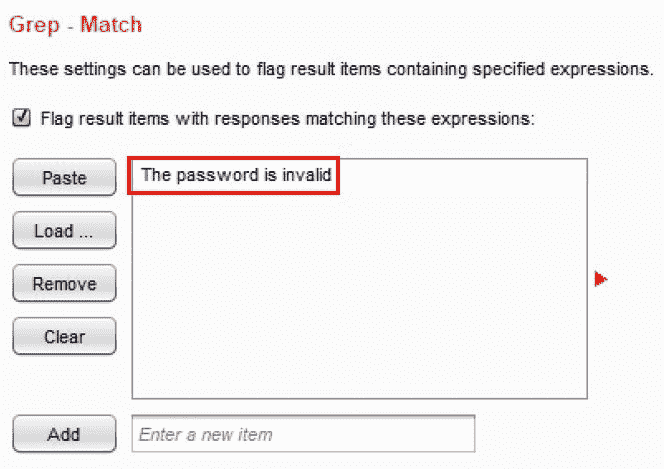 Grep - Match
These settings can be used to flag result items containing specified expressions.
Flag result items with responses matching these expressions:
Paste
The password is invalid
Load ...
Remove
Clear
Add
Enter a new item